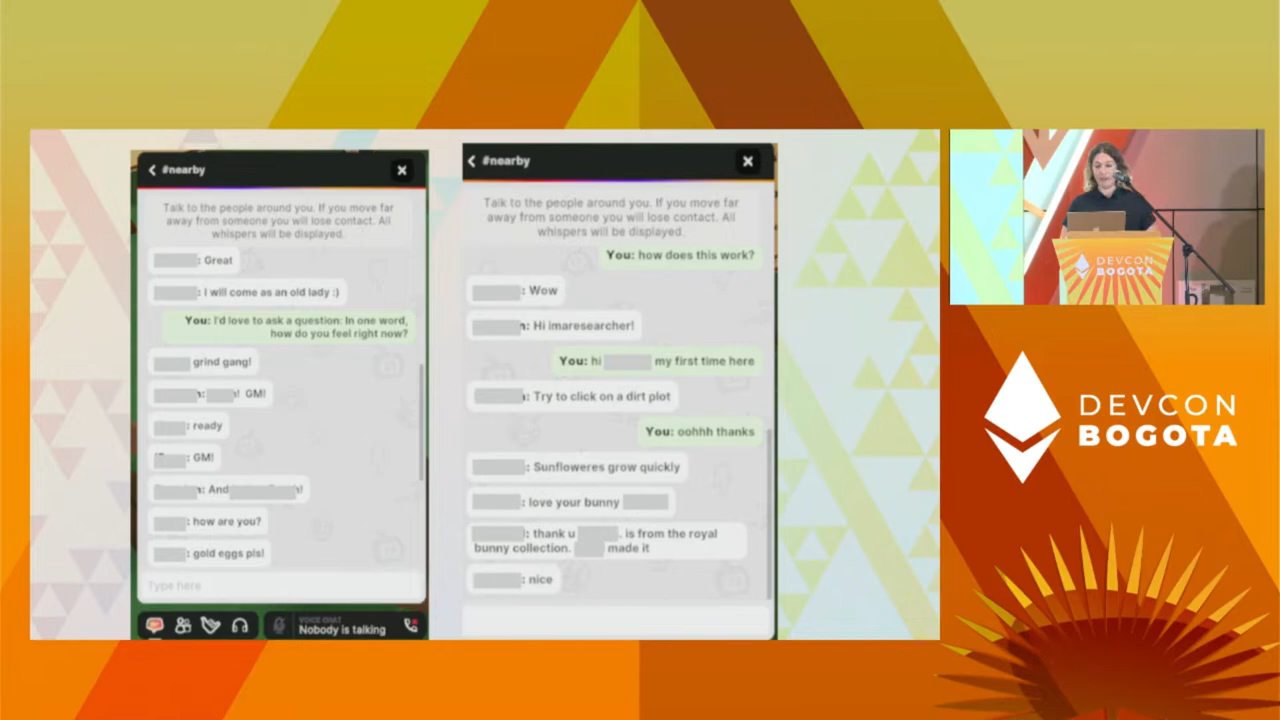 #nearby
Talk to the people around you. If you move far
away from someone you will lose contact. All
whispers will be displayed.
: Great
: I will come as an old lady :)
You: I'd love to ask a question: In one word,
how do you feel right now?
grind gang!
: ! GM!
: ready
: GM!
: And !
: how are you?
: gold eggs pls!
Type here
VOICE CHAT
Nobody is talking
#nearby
Talk to the people around you. If you move far
away from someone you will lose contact. All
whispers will be displayed.
You: how does this work?
: Wow
: Hi imaresearcher!
You: hi my first time here
: Try to click on a dirt plot
You: oohhh thanks
: Sunfloweres grow quickly
: love your bunny
: thank u . is from the royal
bunny collection. made it
: nice
DEVCON
BOGOTA
DEVCON
BOGOTA